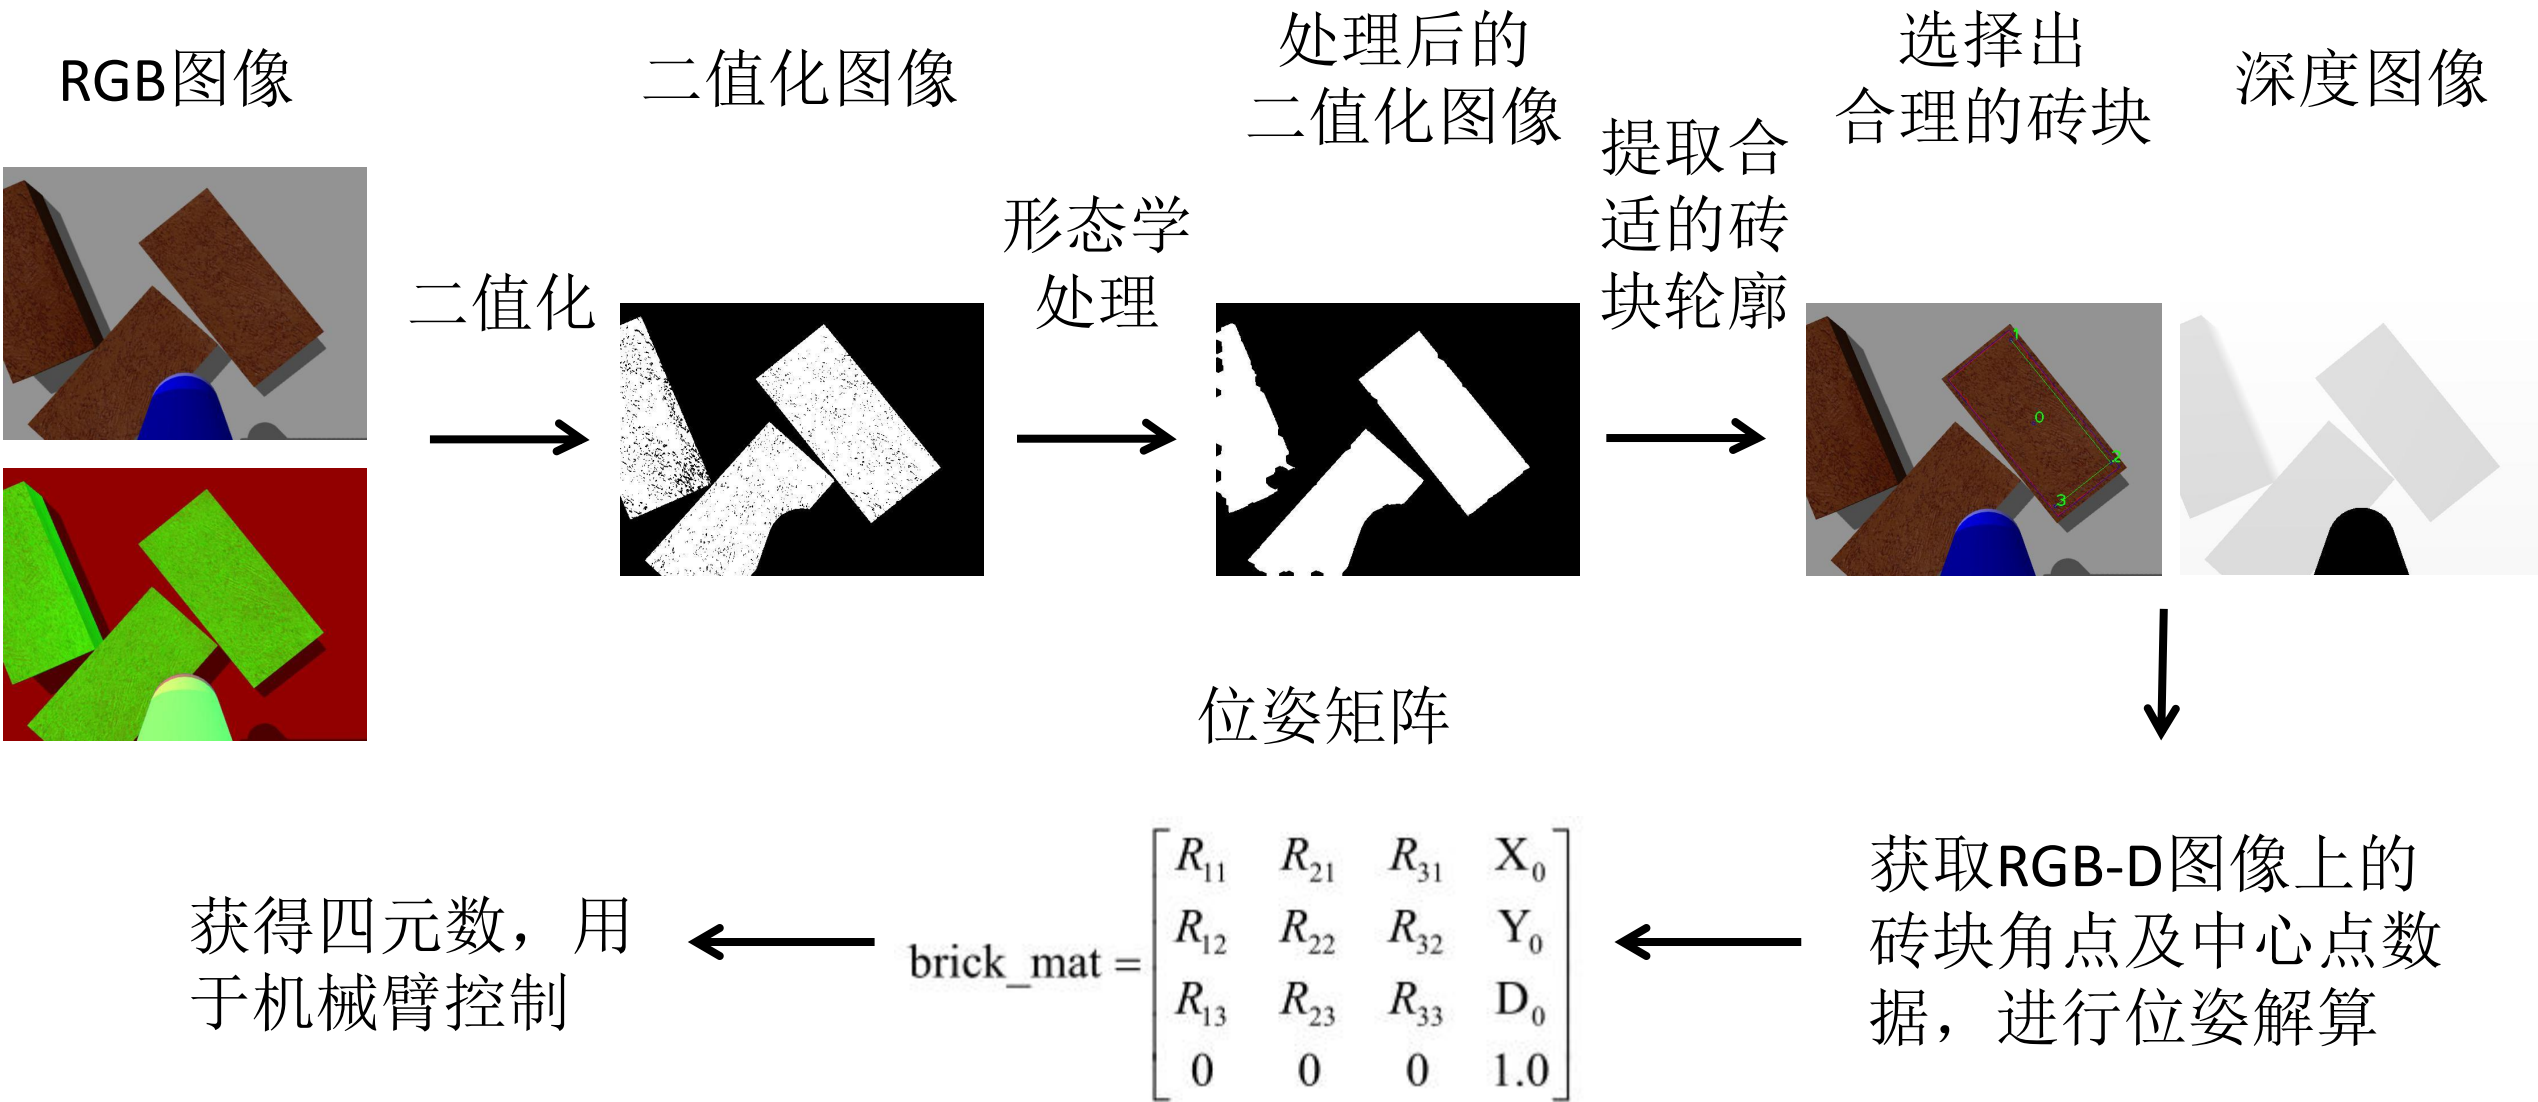 RGB图像
二值化图像
处理后的
二值化图像
选择出
合理的砖块
深度图像
二值化
形态学
处理
提取合
适的砖
块轮廓
1
0
2
3
位姿矩阵
获得四元数，用
于机械臂控制
brick_mat =
R11 R21 R31 X0
R12 R22 R32 Y0
R13 R23 R33 D0
0 0 0 1.0
获取RGB-D图像上的
砖块角点及中心点数
据，进行位姿解算